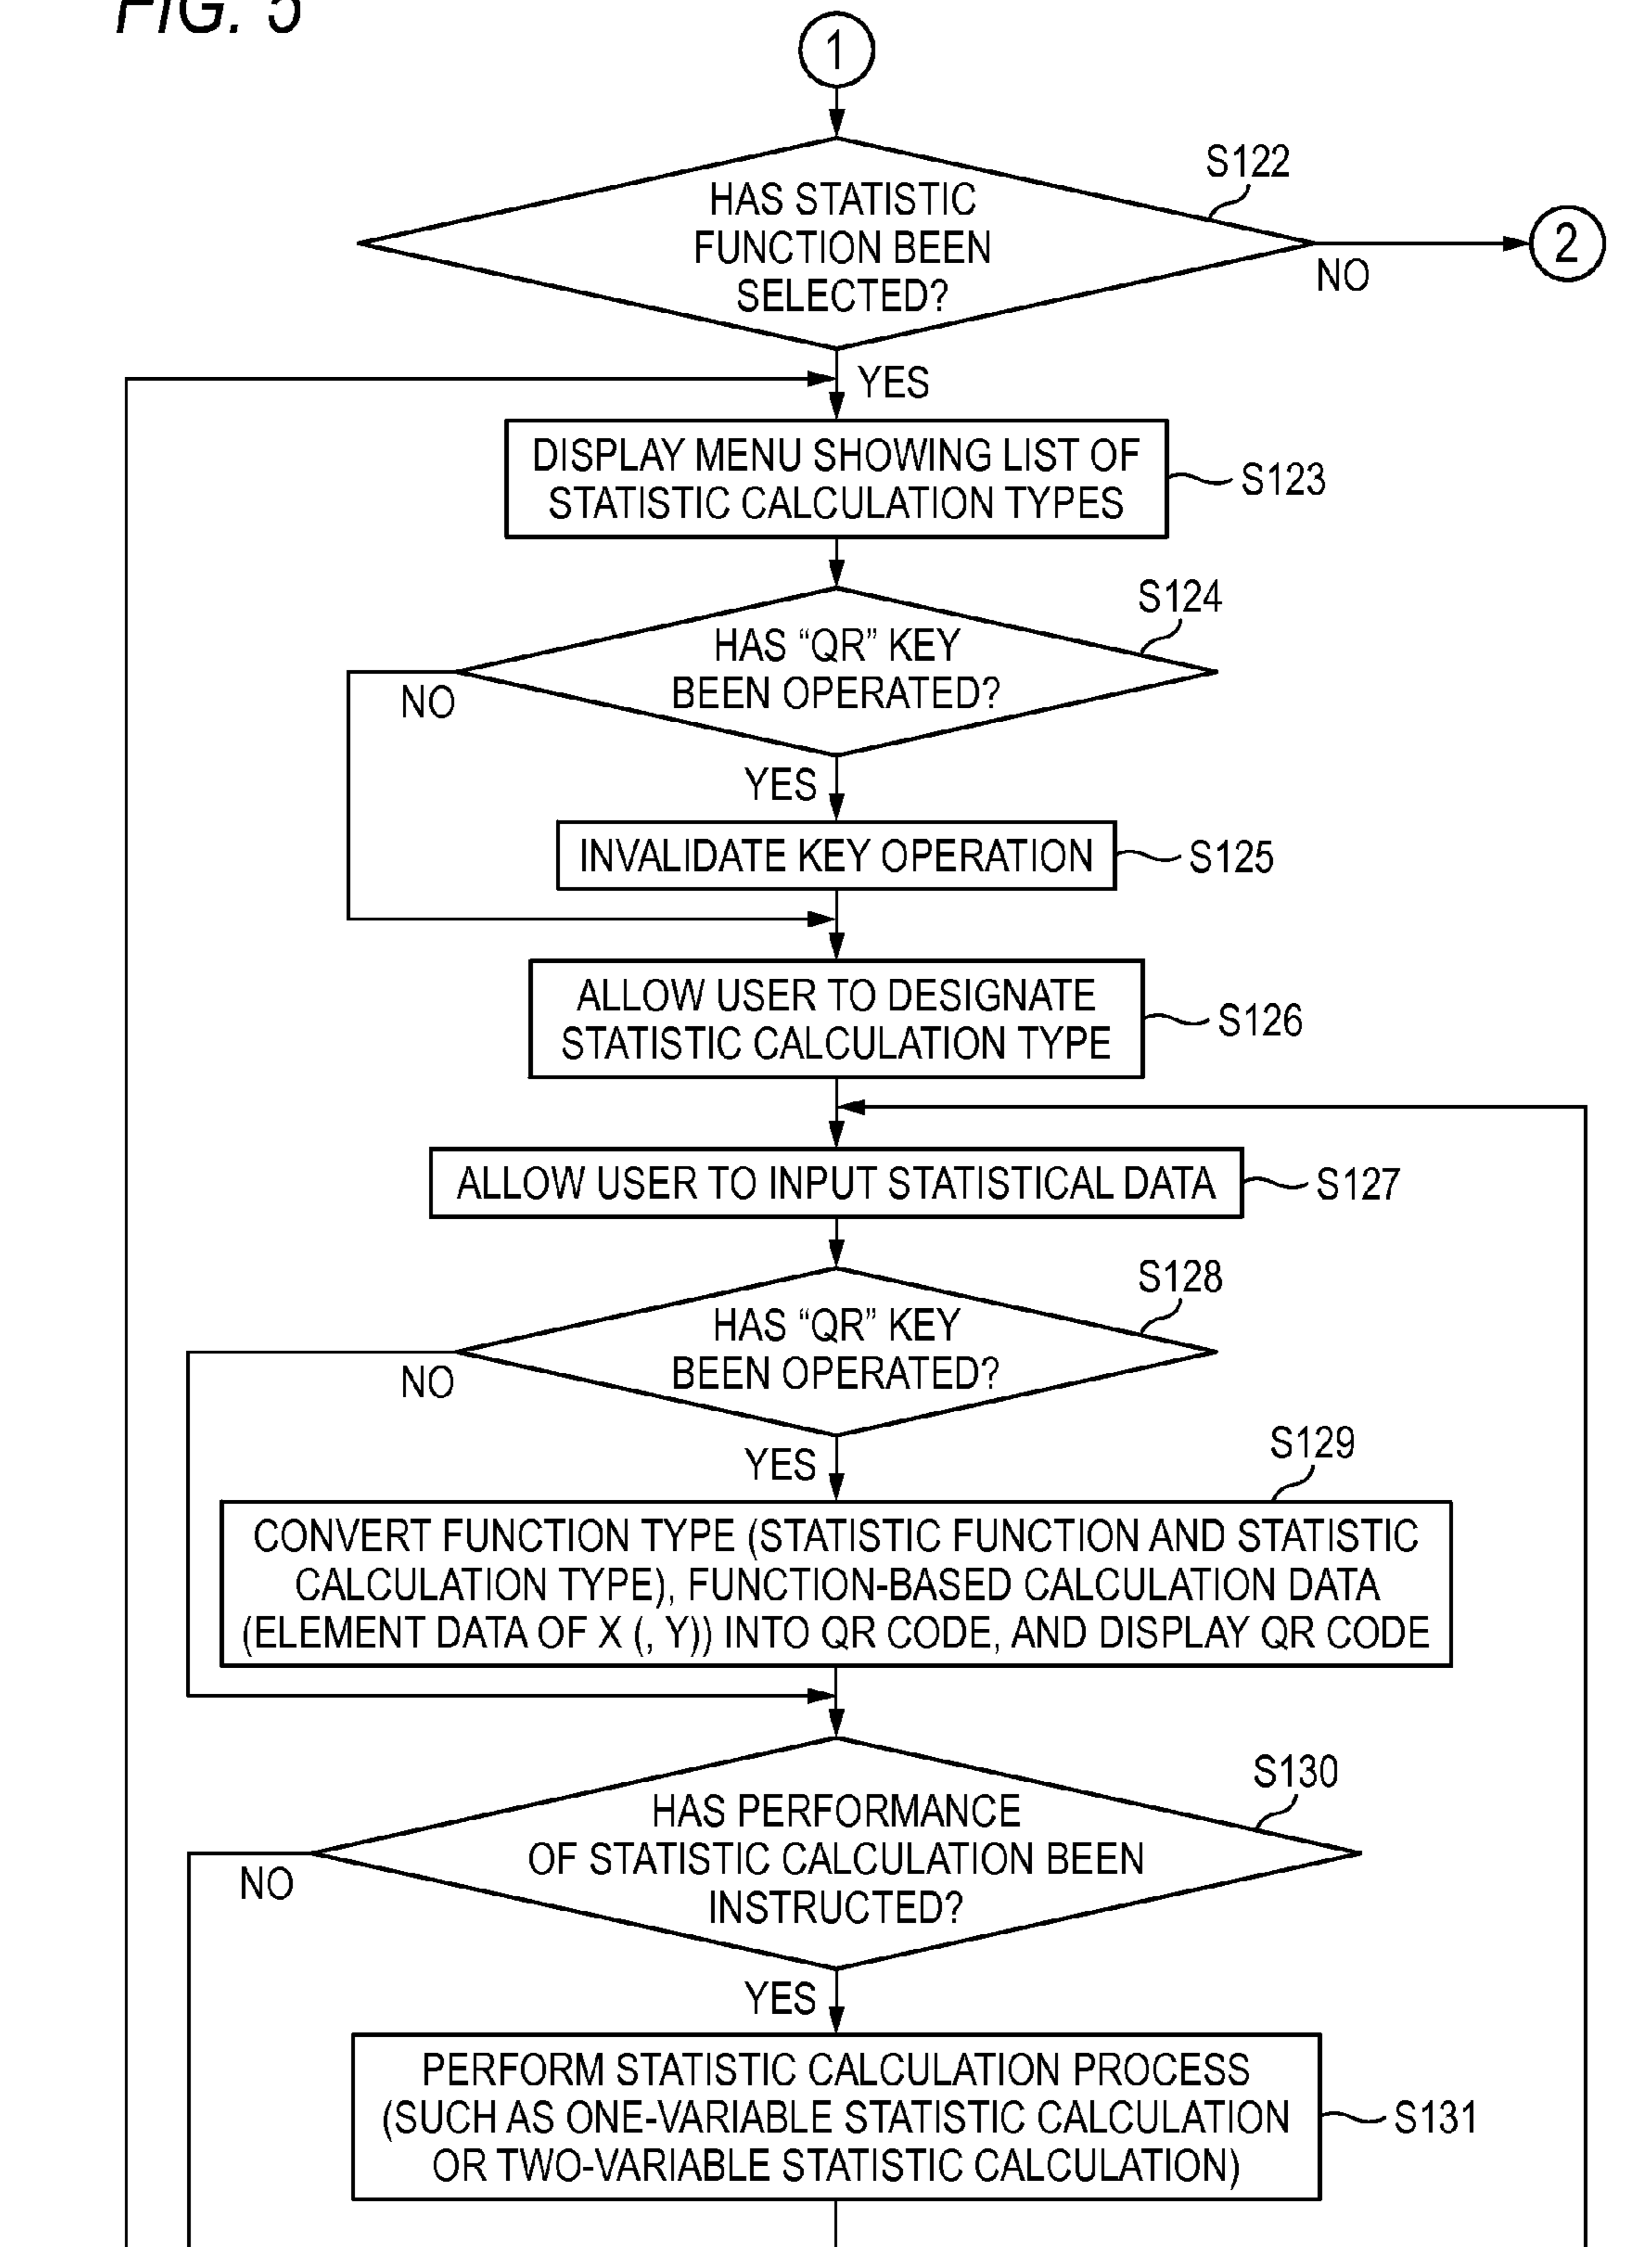 FIG. 5
1
S122
HAS STATISTIC
FUNCTION BEEN
SELECTED?
2
NO
YES
DISPLAY MENU SHOWING LIST OF
STATISTIC CALCULATION TYPES
S123
S124
HAS “QR” KEY
BEEN OPERATED?
NO
YES
INVALIDATE KEY OPERATION
S125
ALLOW USER TO DESIGNATE
STATISTIC CALCULATION TYPE
S126
ALLOW USER TO INPUT STATISTICAL DATA
S127
S128
HAS “QR” KEY
BEEN OPERATED?
NO
YES
S129
CONVERT FUNCTION TYPE (STATISTIC FUNCTION AND STATISTIC
CALCULATION TYPE), FUNCTION-BASED CALCULATION DATA
(ELEMENT DATA OF X (, Y)) INTO QR CODE, AND DISPLAY QR CODE
S130
HAS PERFORMANCE
OF STATISTIC CALCULATION BEEN
INSTRUCTED?
NO
YES
PERFORM STATISTIC CALCULATION PROCESS
(SUCH AS ONE-VARIABLE STATISTIC CALCULATION
OR TWO-VARIABLE STATISTIC CALCULATION)
S131